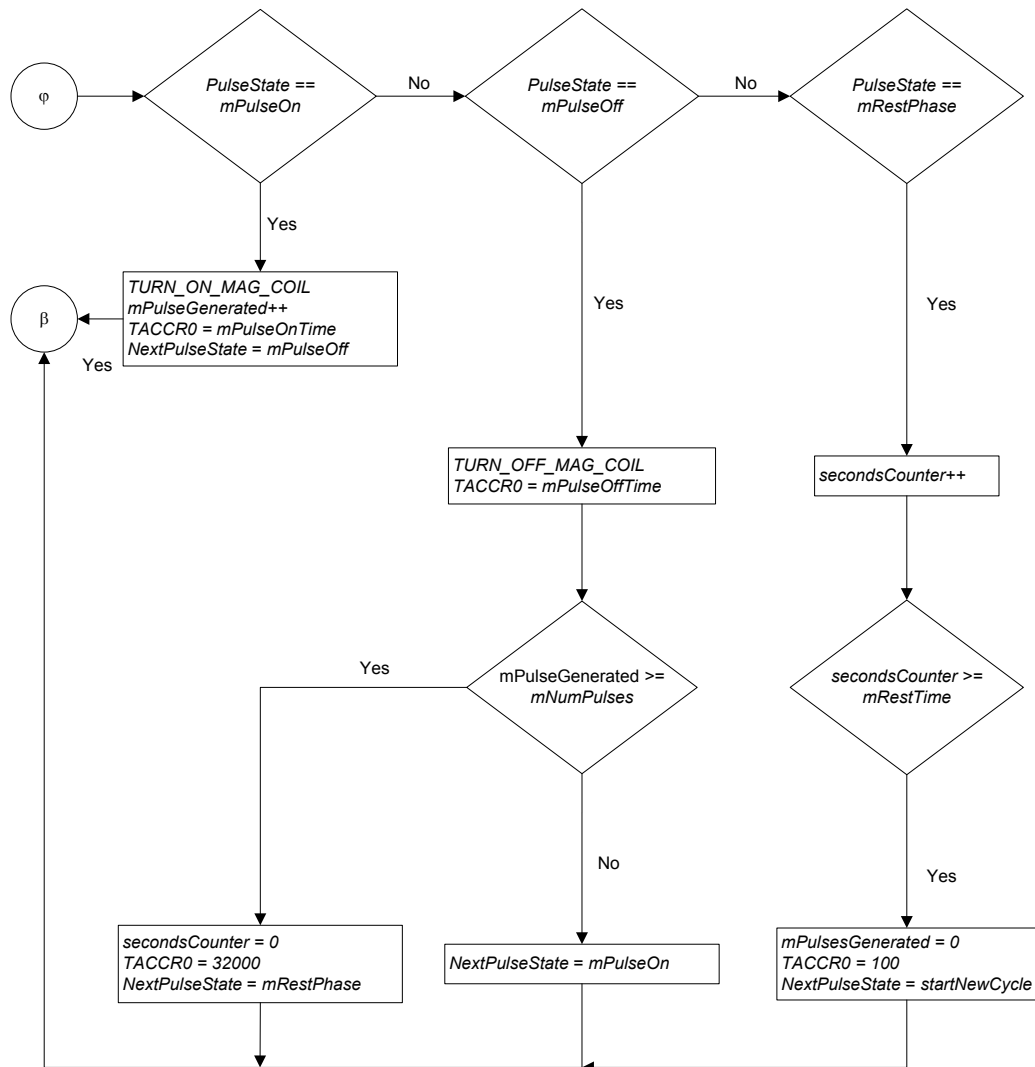 φ
PulseState ==
mPulseOn
No
PulseState ==
mPulseOff
No
PulseState ==
mRestPhase
Yes
TURN_ON_MAG_COIL
mPulseGenerated++
TACCR0 = mPulseOnTime
NextPulseState = mPulseOff
β
Yes
Yes
Yes
TURN_OFF_MAG_COIL
TACCR0 = mPulseOffTime
secondsCounter++
Yes
mPulseGenerated >=
mNumPulses
secondsCounter >=
mRestTime
No
Yes
secondsCounter = 0
TACCR0 = 32000
NextPulseState = mRestPhase
NextPulseState = mPulseOn
mPulsesGenerated = 0
TACCR0 = 100
NextPulseState = startNewCycle